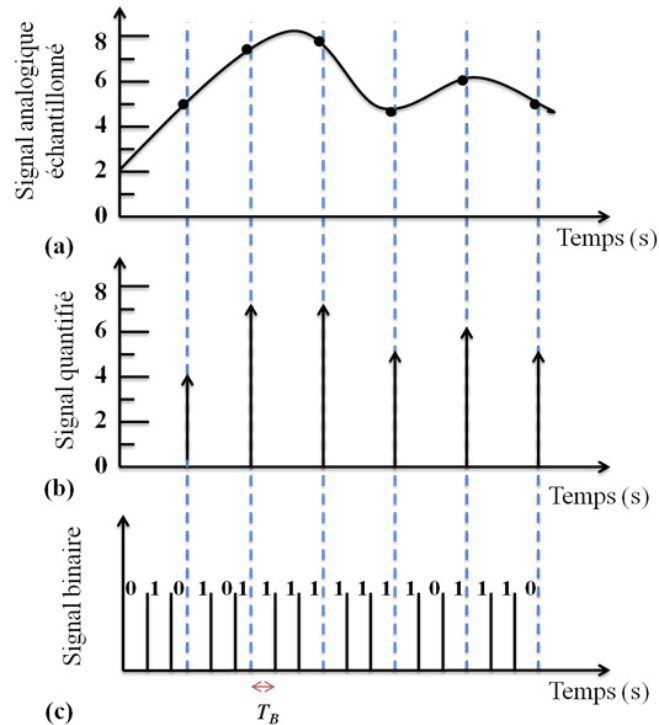 Signal analogique
échantillonné
8
6
4
2
0
(a)
Temps (s)
Signal quantifié
8
6
4
2
0
(b)
Temps (s)
Signal binaire
0 1 0 1 0 1 1 1 1 1 1 1 0 1 1 1 0
(c)
T_B
Temps (s)